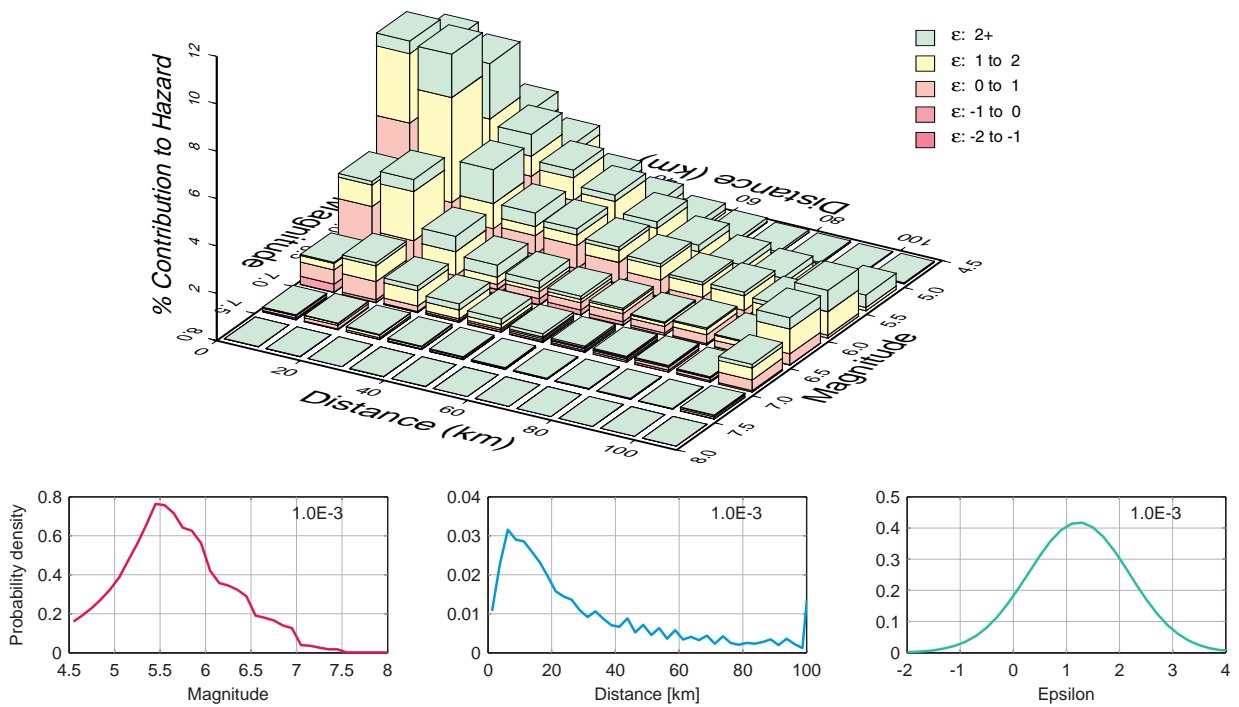 % Contribution to Hazard
12
10
8
6
4
2
0
ε: 2+
ε: 1 to 2
ε: 0 to 1
ε: -1 to 0
ε: -2 to -1
Magnitude
7.0
7.5
8.0
Distance (km)
60
80
100
4.5
5.0
5.5
6.0
6.5
7.0
7.5
8.0
Magnitude
20
40
60
80
100
Distance (km)
Probability density
0.8
0.6
0.4
0.2
0
4.5 5 5.5 6 6.5 7 7.5 8
Magnitude
1.0E-3
0.04
0.03
0.02
0.01
0
0 20 40 60 80 100
Distance [km]
1.0E-3
0.5
0.4
0.3
0.2
0.1
0
-2 -1 0 1 2 3 4
Epsilon
1.0E-3